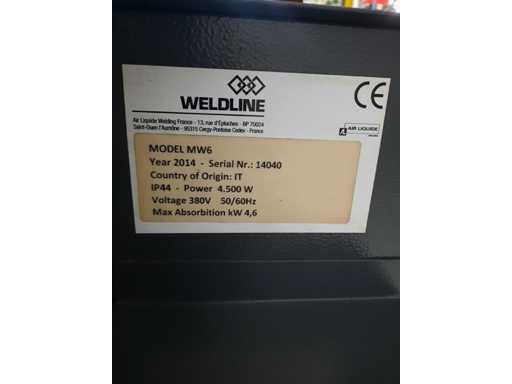 WELDLINE
CE
Air Liquide Welding France - 13, rue d'Epluches - BP 70024
Saint-Ouen l'Aumône - 95315 Cergy-Pontoise Cedex - France
AIR LIQUIDE
MODEL MW6
Year 2014 - Serial Nr.: 14040
Country of Origin: IT
IP44 - Power 4.500 W
Voltage 380V 50/60Hz
Max Absorbition kW 4,6